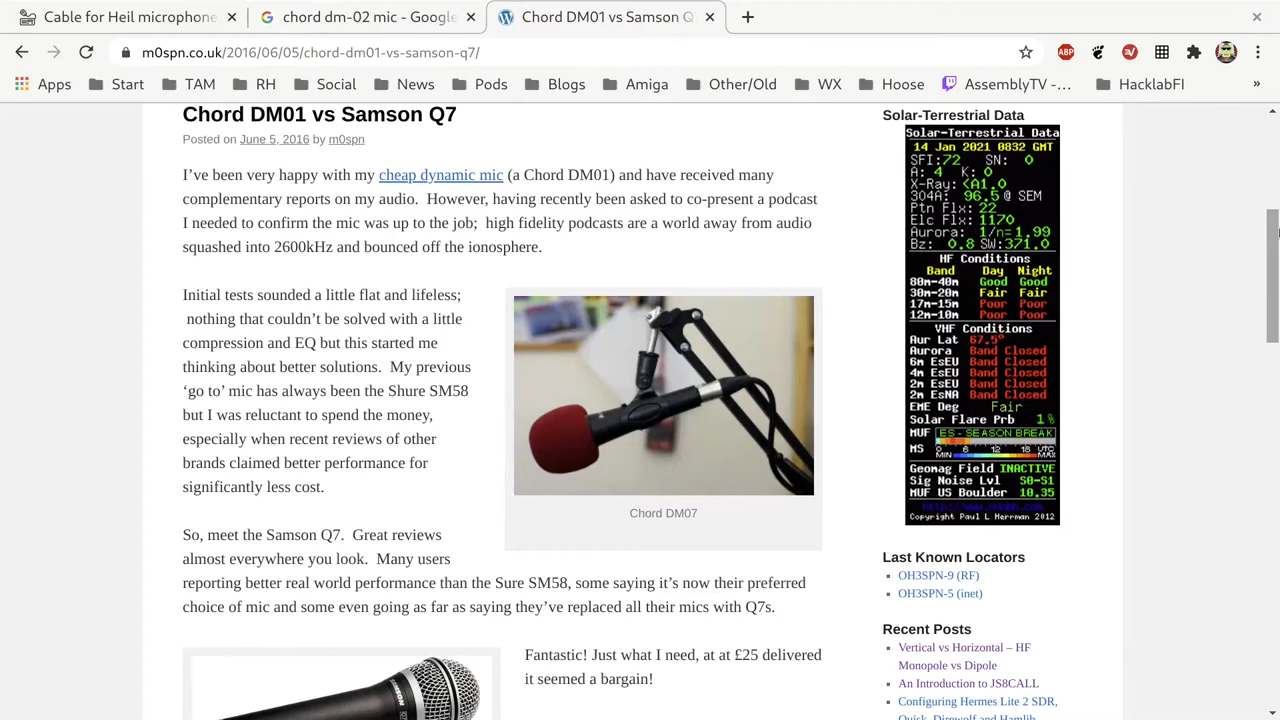 Cable for Heil microphone
chord dm-02 mic - Google
Chord DM01 vs Samson Q
m0spn.co.uk/2016/06/05/chord-dm01-vs-samson-q7/
ABP
Apps Start TAM RH Social News Pods Blogs Amiga Other/Old WX Hoose AssemblyTV -... HacklabFI »
Chord DM01 vs Samson Q7
Posted on June 5, 2016 by m0spn
I've been very happy with my cheap dynamic mic (a Chord DM01) and have received many
complementary reports on my audio.  However, having recently been asked to co-present a podcast
I needed to confirm the mic was up to the job;  high fidelity podcasts are a world away from audio
squashed into 2600kHz and bounced off the ionosphere.
Initial tests sounded a little flat and lifeless;
nothing that couldn't be solved with a little
compression and EQ but this started me
thinking about better solutions.  My previous
'go to' mic has always been the Shure SM58
but I was reluctant to spend the money,
especially when recent reviews of other
brands claimed better performance for
significantly less cost.
Chord DM07
So, meet the Samson Q7.  Great reviews
almost everywhere you look.  Many users
reporting better real world performance than the Sure SM58, some saying it's now their preferred
choice of mic and some even going as far as saying they've replaced all their mics with Q7s.
SAMSON
Fantastic! Just what I need, at at £25 delivered
it seemed a bargain!
Solar-Terrestrial Data
Solar-Terrestrial Data
14 Jan 2021 0832 GMT
SFI:72 SN: 0
A: 4 K: 0
X-Ray: <A1.0
304A: 96.5 @ SEM
Ptn Flx: 22
Elc Flx: 1170
Aurora: 1/n=1.99
Bz: 0.8 SW:371.0
HF Conditions
Band Day Night
80m-40m Good Good
30m-20m Fair Fair
17m-15m Poor Poor
12m-10m Poor Poor
VHF Conditions
Aur Lat 67.5°
Aurora Band Closed
6m EsEU Band Closed
4m EsEU Band Closed
2m EsEU Band Closed
2m EsNA Band Closed
EME Deg Fair
Solar Flare Prb 1%
MUF ES - SEASON BREAK
MS 0 6 12 18 UTC
MIN MAX
Geomag Field INACTIVE
Sig Noise Lvl S0-S1
MUF US Boulder 10.35
Copyright Paul L Herrman 2012
Last Known Locators
OH3SPN-9 (RF)
OH3SPN-5 (inet)
Recent Posts
Vertical vs Horizontal – HF
Monopole vs Dipole
An Introduction to JS8CALL
Configuring Hermes Lite 2 SDR,
Quisk, Direwolf and Hamlib